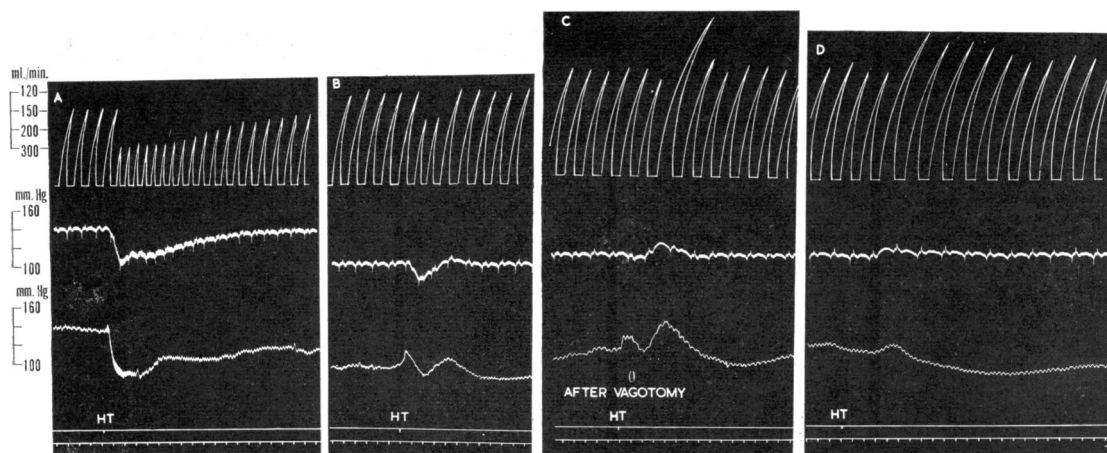 ml./min.
120
150
200
300
mm. Hg
160
100
mm. Hg
160
100
A
HT
B
HT
C
()
AFTER VAGOTOMY
HT
D
HT